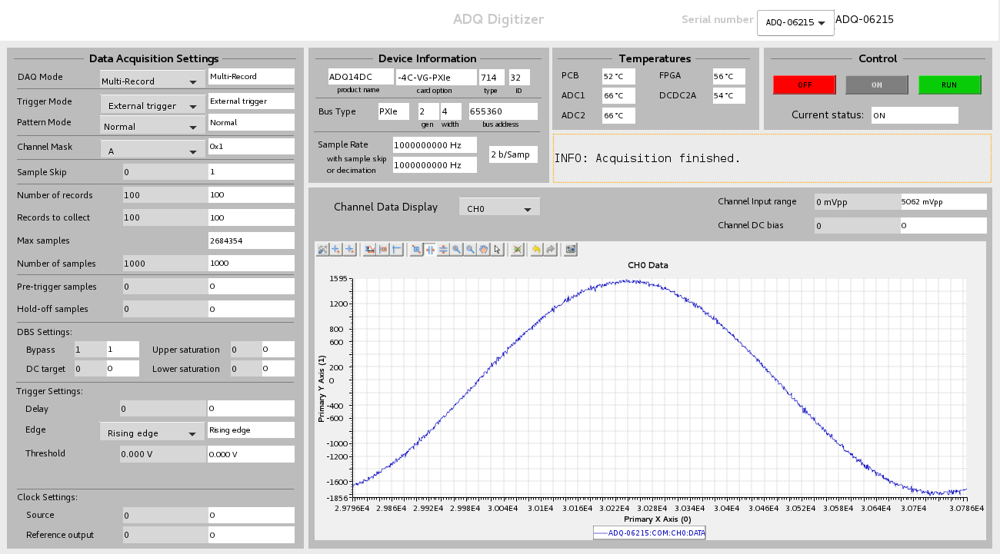 ADQ Digitizer
Serial number ADQ-06215 ADQ-06215
Data Acquisition Settings
DAQ Mode Multi-Record Multi-Record
Trigger Mode External trigger External trigger
Pattern Mode Normal Normal
Channel Mask A 0x1
Sample Skip 0 1
Number of records 100 100
Records to collect 100 100
Max samples 2684354
Number of samples 1000 1000
Pre-trigger samples 0 0
Hold-off samples 0 0
DBS Settings:
Bypass 1 1 Upper saturation 0 0
DC target 0 0 Lower saturation 0 0
Trigger Settings:
Delay 0 0
Edge Rising edge Rising edge
Threshold 0.000 V 0.000 V
Clock Settings:
Source 0 0
Reference output 0 0
Device Information
ADQ14DC -4C-VG-PXIe 714 32
product name card option type ID
Bus Type PXIe 2 4 655360
gen width bus address
Sample Rate 1000000000 Hz
with sample skip
or decimation 1000000000 Hz
2 b/Samp
Temperatures
PCB 52 °C FPGA 56 °C
ADC1 66 °C DCDC2A 54 °C
ADC2 66 °C
Control
OFF ON RUN
Current status: ON
INFO: Acquisition finished.
Channel Data Display CH0
Channel Input range 0 mVpp 5062 mVpp
Channel DC bias 0 0
CH0 Data
Primary Y Axis (1)
1595
1200
800
600
200
0
-400
-600
-1000
-1200
-1600
-1856
2.9796E4 2.986E4 2.992E4 2.998E4 3.004E4 3.01E4 3.016E4 3.022E4 3.028E4 3.034E4 3.04E4 3.046E4 3.052E4 3.058E4 3.064E4 3.07E4 3.0786E4
Primary X Axis (0)
ADQ-06215:COM:CH0:DATA